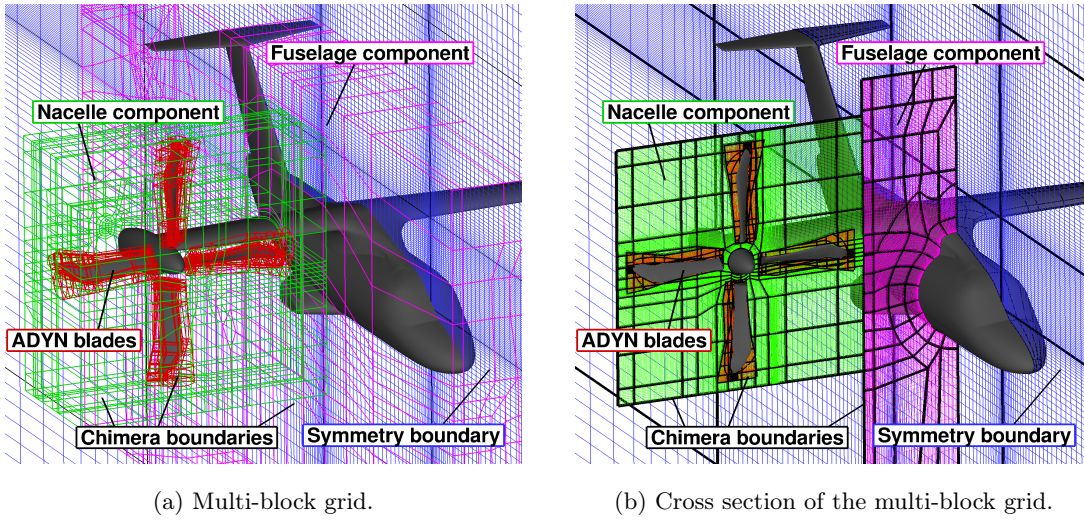 Fuselage component
Nacelle component
ADYN blades
Chimera boundaries
Symmetry boundary
(a) Multi-block grid.
Fuselage component
Nacelle component
ADYN blades
Chimera boundaries
Symmetry boundary
(b) Cross section of the multi-block grid.